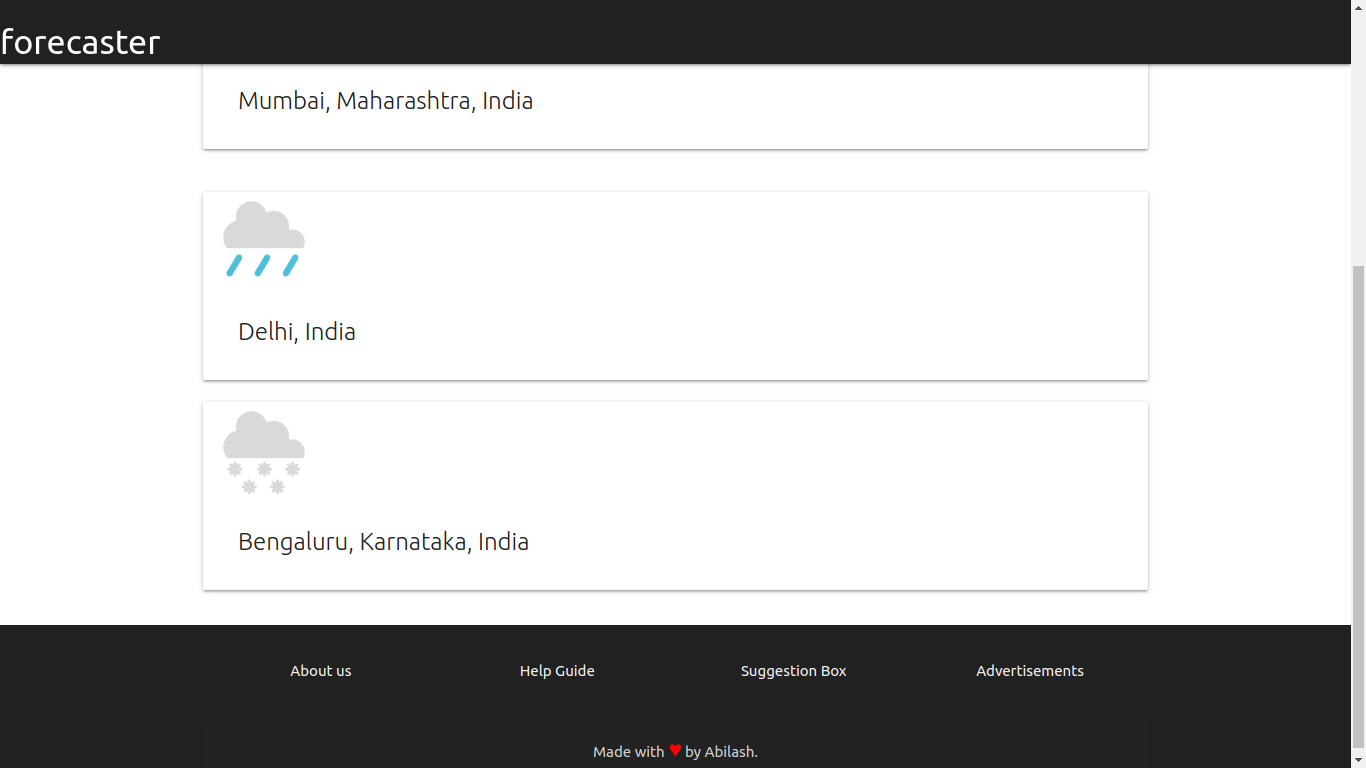 forecaster
Mumbai, Maharashtra, India
Delhi, India
Bengaluru, Karnataka, India
About us
Help Guide
Suggestion Box
Advertisements
Made with ♥ by Abilash.